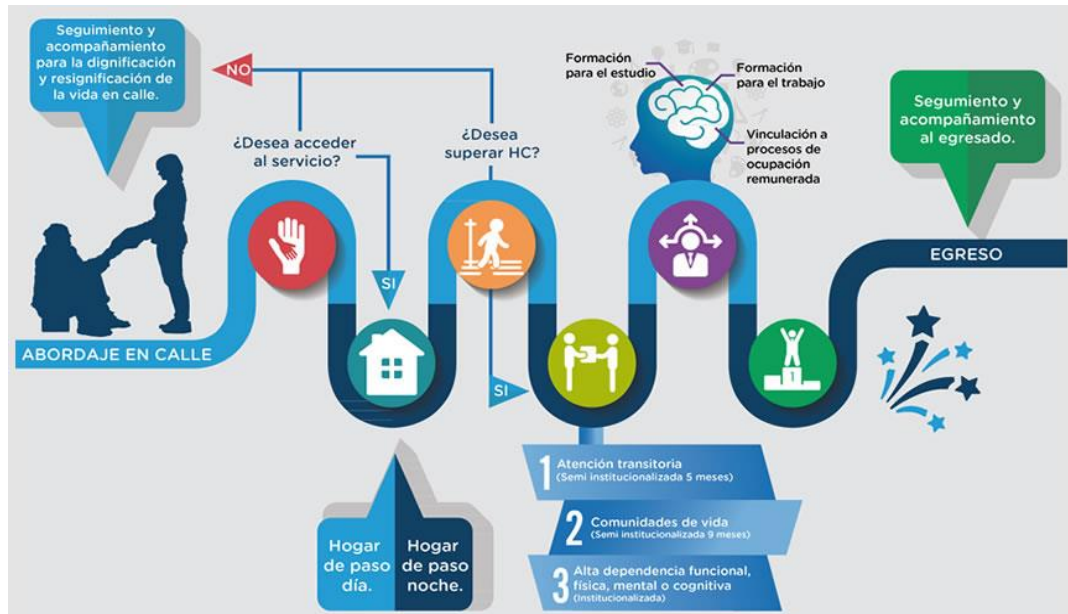 Seguimiento y
acompañamiento
para la dignificación
y resignificación de
la vida en calle.
NO
¿Desea acceder
al servicio?
¿Desea
superar HC?
Formación
para el estudio
Formación
para el trabajo
Vinculación a
procesos de
ocupación
remunerada
Segumiento y
acompañamiento
al egresado.
EGRESO
SI
ABORDAJE EN CALLE
SI
1
Hogar
de paso
día.
Hogar
de paso
noche.
1 Atención transitoria
(Semi institucionalizada 5 meses)
2 Comunidades de vida
(Semi institucionalizada 9 meses)
3 Alta dependencia funcional,
física, mental o cognitiva
(Institucionalizada)